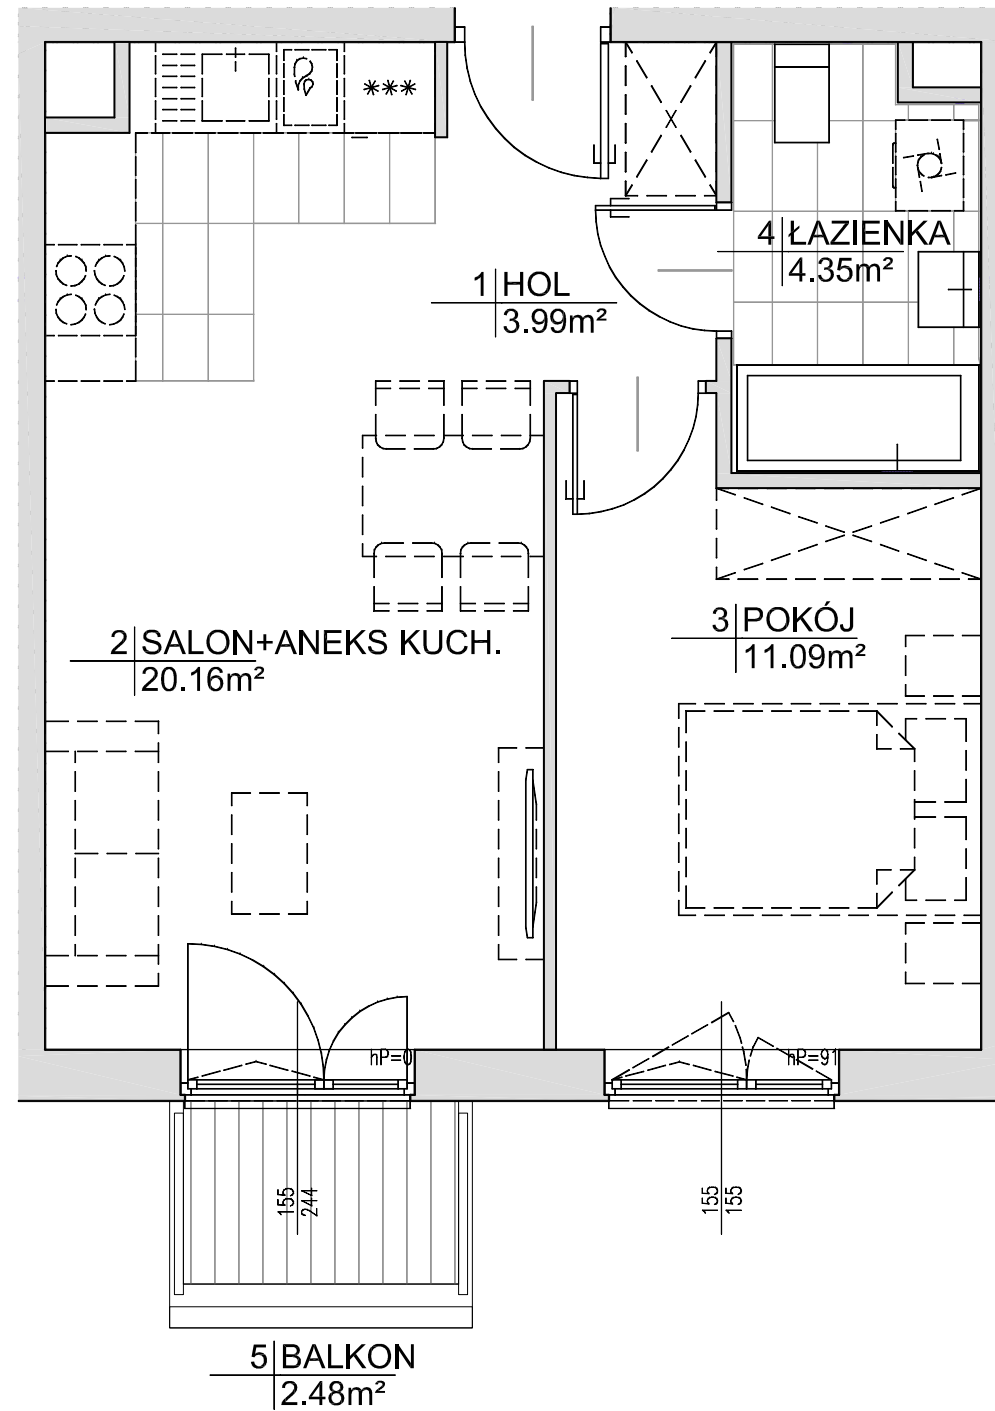 ***
4 ŁAZIENKA
4.35m²
1 HOL
3.99m²
3 POKÓJ
11.09m²
2 SALON+ANEKS KUCH.
20.16m²
hP=0
hP=91
155
244
155
155
5 BALKON
2.48m²